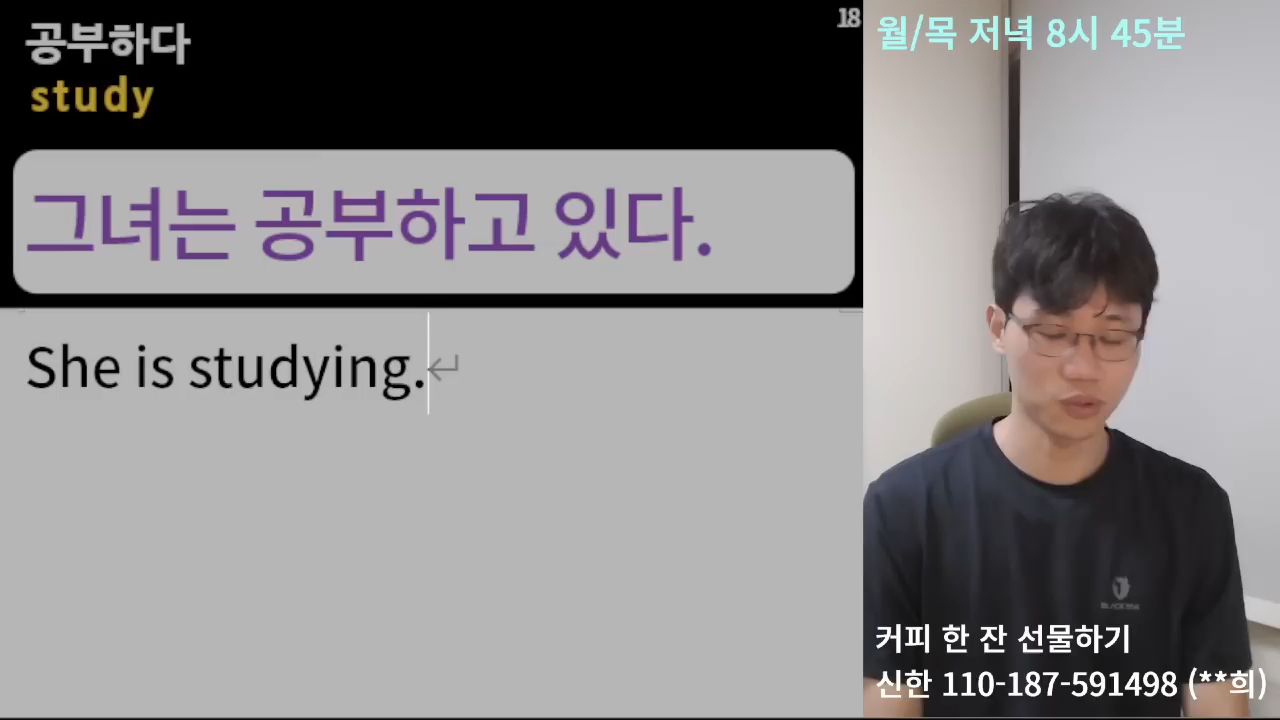 공부하다
study
18
그녀는 공부하고 있다.
She is studying.↵
월/목 저녁 8시 45분
커피 한 잔 선물하기
신한 110-187-591498 (**희)